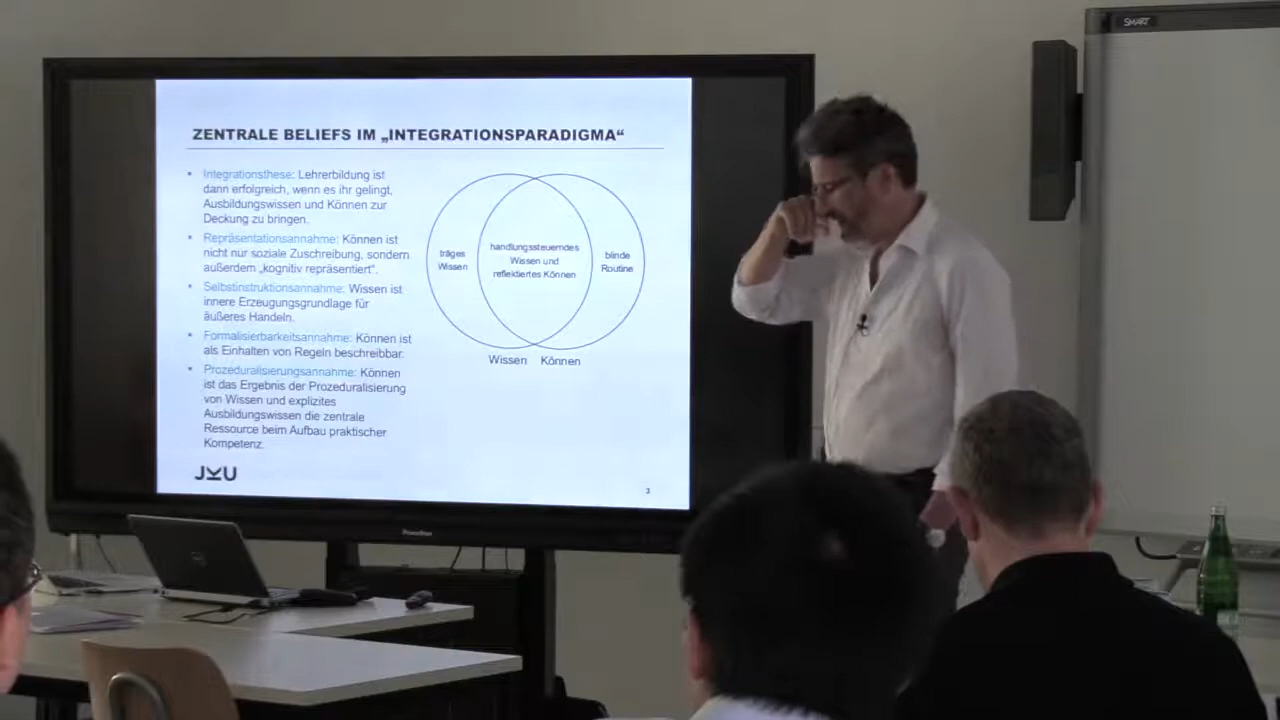 SMART
ZENTRALE BELIEFS IM „INTEGRATIONSPARADIGMA“
• Integrationsthese: Lehrerbildung ist
dann erfolgreich, wenn es ihr gelingt,
Ausbildungswissen und Können zur
Deckung zu bringen.
• Repräsentationsannahme: Können ist
nicht nur soziale Zuschreibung, sondern
außerdem „kognitiv repräsentiert“.
• Selbstinstruktionsannahme: Wissen ist
innere Erzeugungsgrundlage für
äußeres Handeln.
• Formalisierbarkeitsannahme: Können ist
als Einhalten von Regeln beschreibbar.
• Prozeduralisierungsannahme: Können
ist das Ergebnis der Prozeduralisierung
von Wissen und explizites
Ausbildungswissen die zentrale
Ressource beim Aufbau praktischer
Kompetenz.
träges
Wissen
handlungssteuerndes
Wissen und
reflektiertes Können
blinde
Routine
Wissen
Können
JKU
3